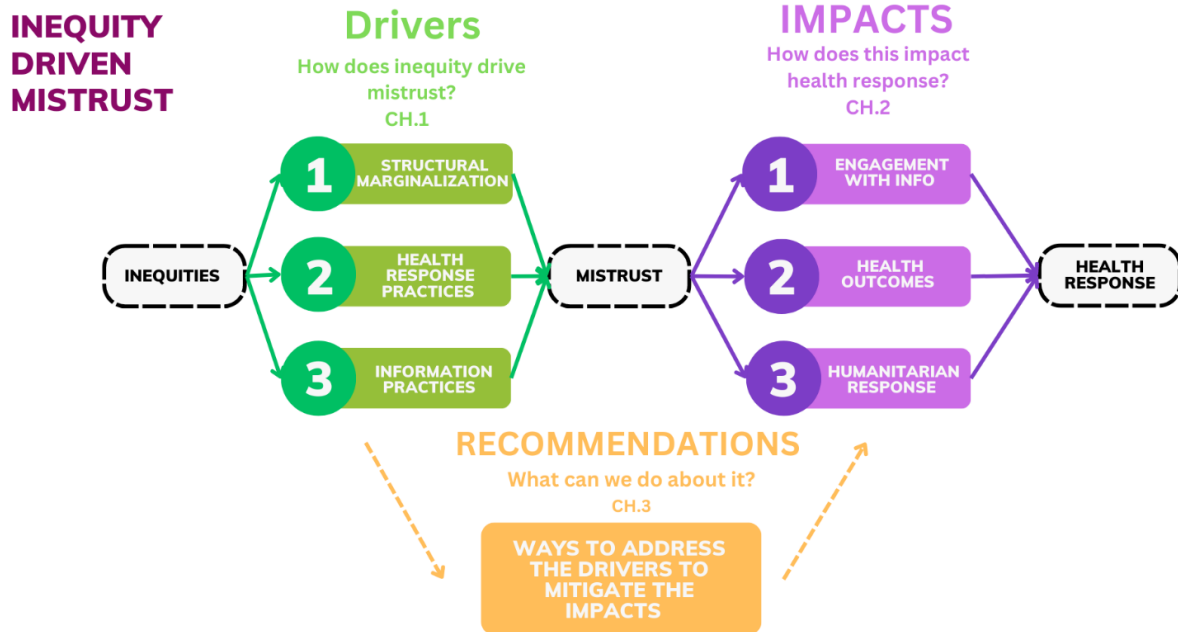 INEQUITY
DRIVEN
MISTRUST
Drivers
How does inequity drive
mistrust?
CH.1
IMPACTS
How does this impact
health response?
CH.2
INEQUITIES
1
STRUCTURAL
MARGINALIZATION
2
HEALTH
RESPONSE
PRACTICES
3
INFORMATION
PRACTICES
MISTRUST
1
ENGAGEMENT
WITH INFO
2
HEALTH
OUTCOMES
3
HUMANITARIAN
RESPONSE
HEALTH
RESPONSE
RECOMMENDATIONS
What can we do about it?
CH.3
WAYS TO ADDRESS
THE DRIVERS TO
MITIGATE THE
IMPACTS